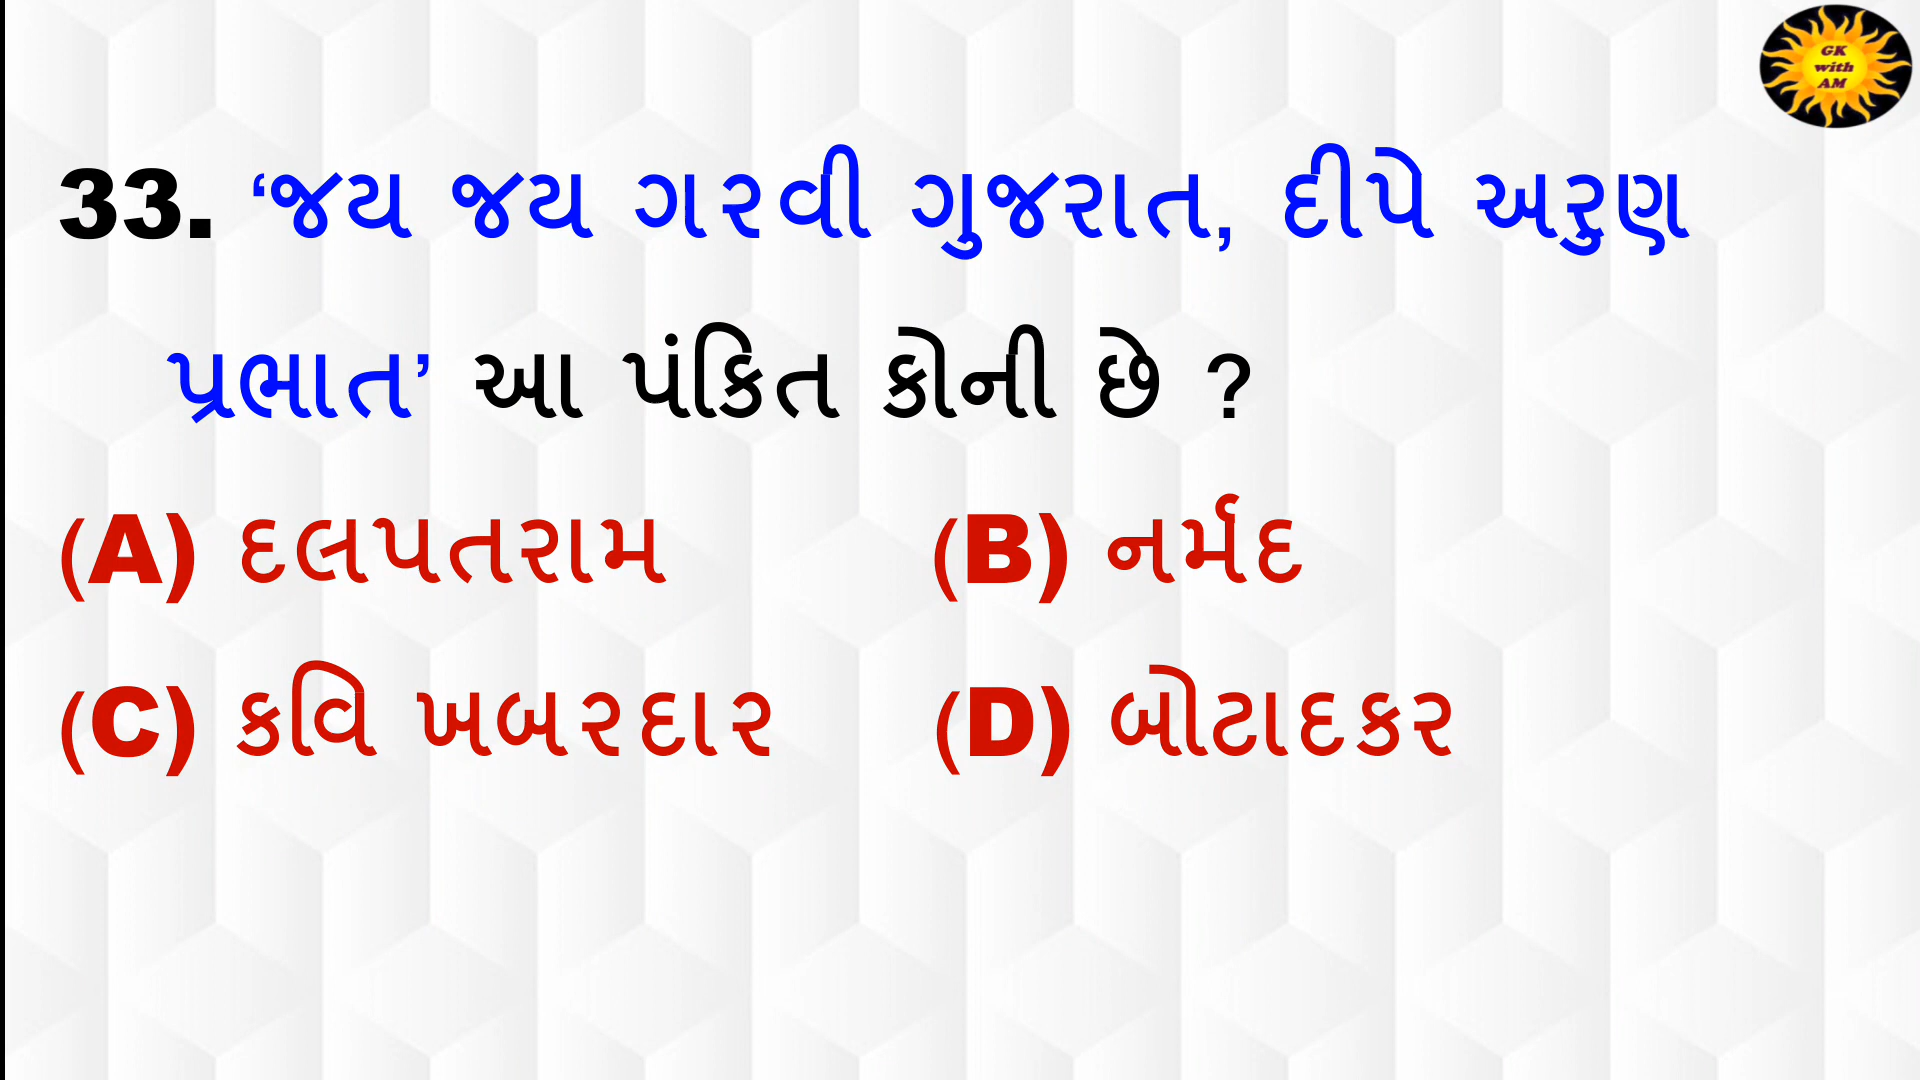 GK
with
AM
33. ‘જય જય ગરવી ગુજરાત, દીપે અરુણ
પ્રભાત’ આ પંકિત કોની છે ?
(A) દલપતરામ (B) નર્મદ
(C) કવિ ખબરદાર (D) બોટાદકર